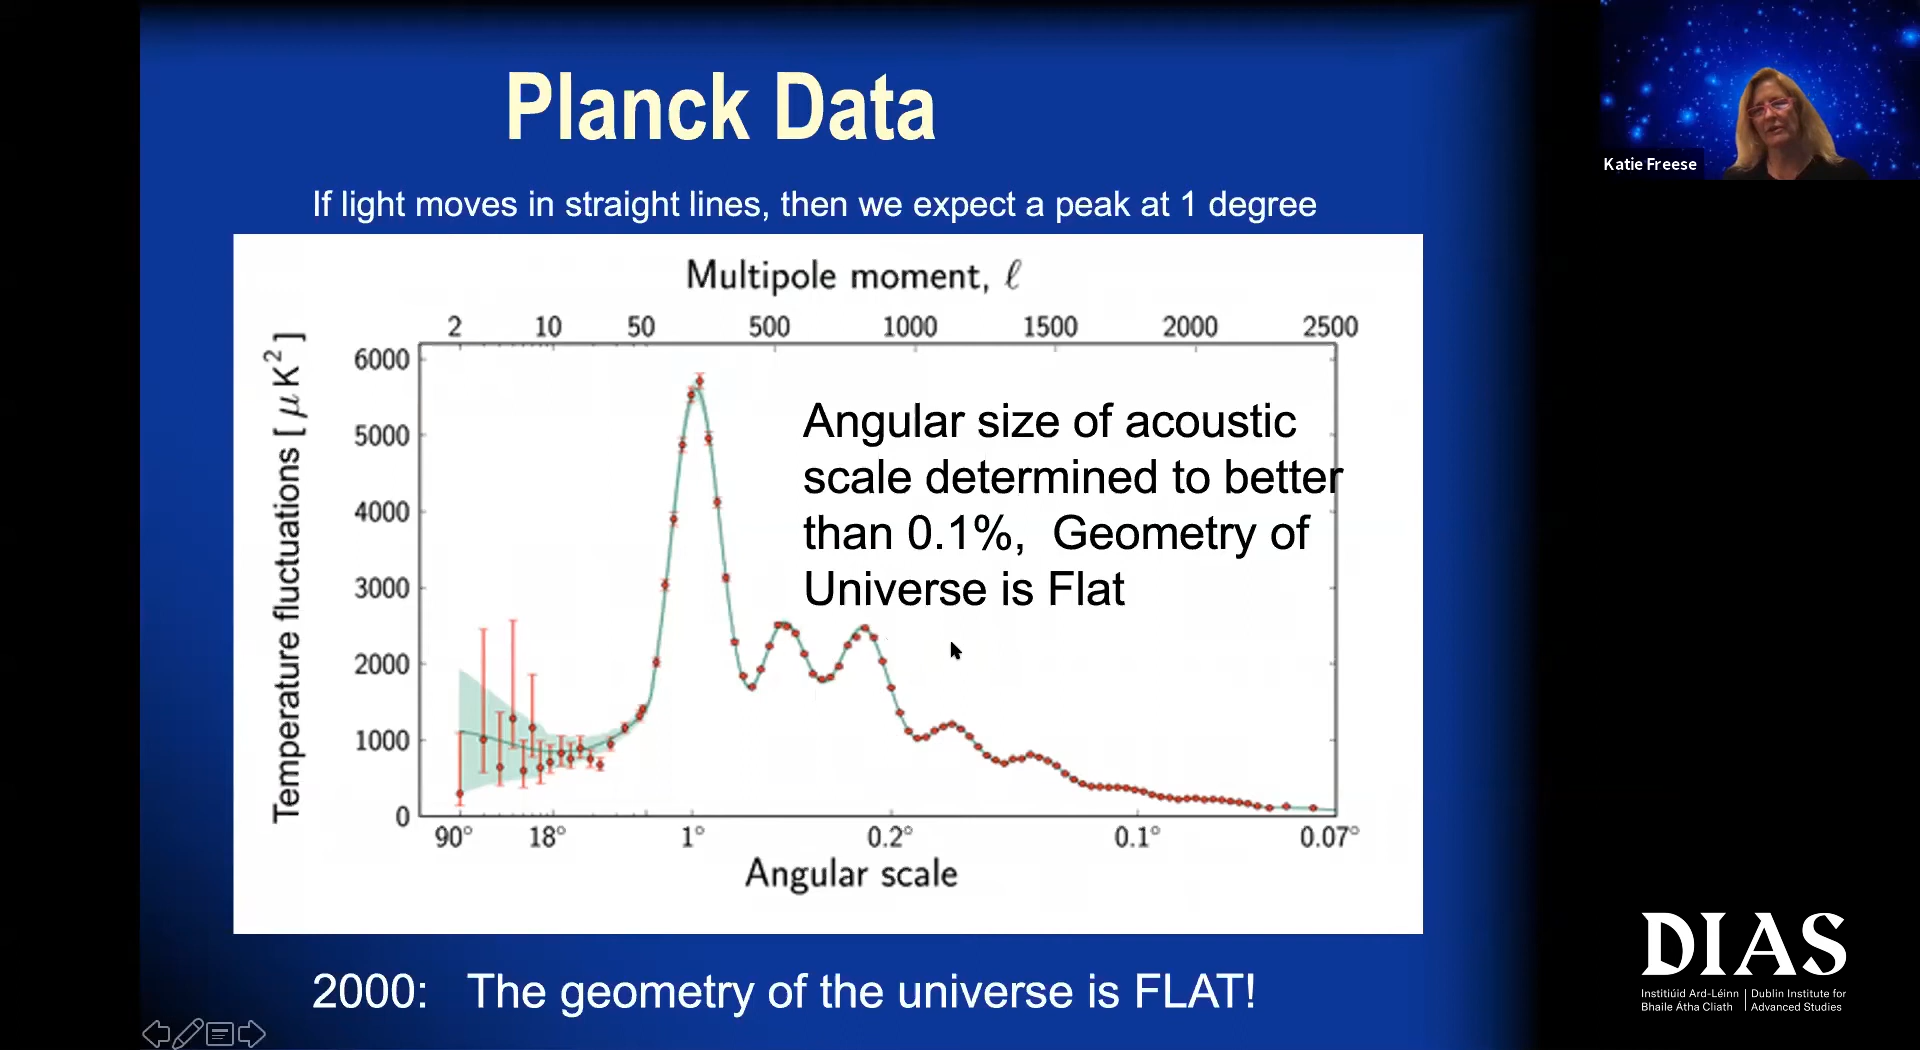 Planck Data
Katie Freese
If light moves in straight lines, then we expect a peak at 1 degree
Multipole moment, ℓ
2 10 50 500 1000 1500 2000 2500
Temperature fluctuations [ μ K² ]
6000
5000
4000
3000
2000
1000
0
Angular size of acoustic
scale determined to better
than 0.1%, Geometry of
Universe is Flat
90° 18° 1° 0.2° 0.1° 0.07°
Angular scale
2000: The geometry of the universe is FLAT!
DIAS
Institiúid Ard-Léinn | Dublin Institute for
Bhaile Átha Cliath | Advanced Studies